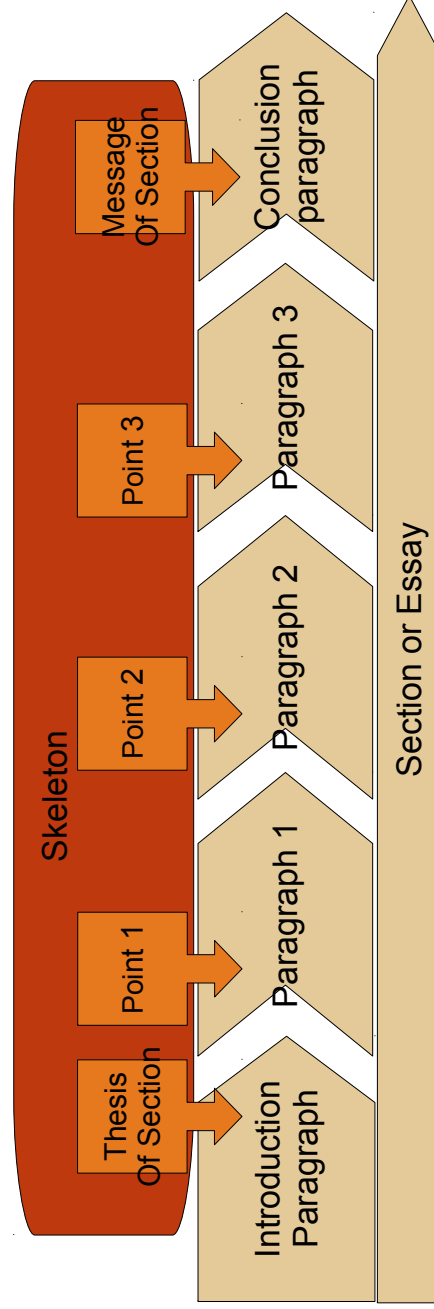 Skeleton
Thesis
Of Section
Point 1
Point 2
Point 3
Message
Of Section
Introduction
Paragraph
Paragraph 1
Paragraph 2
Paragraph 3
Conclusion
paragraph
Section or Essay